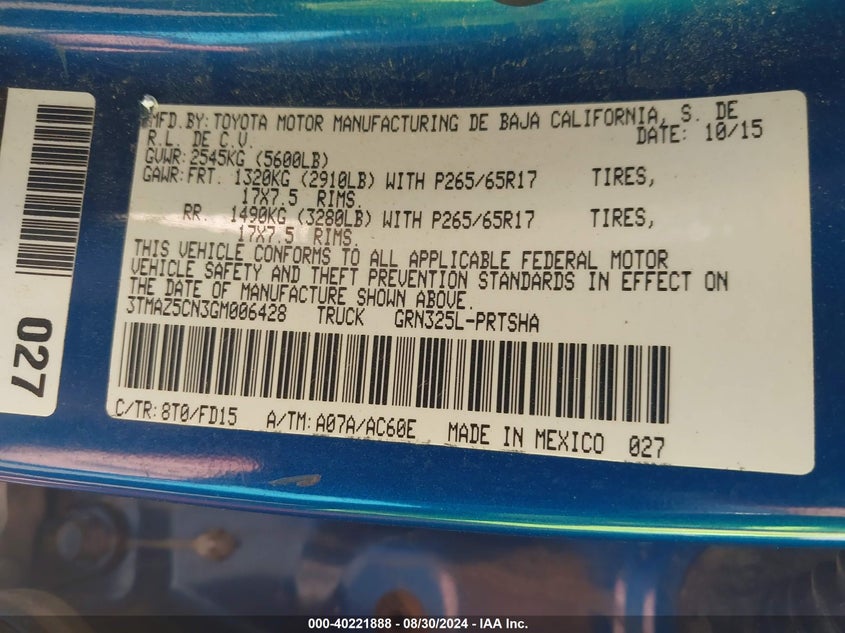 MFD.BY: TOYOTA MOTOR MANUFACTURING DE BAJA CALIFORNIA, S. DE
R.L. DE C.V. DATE: 10/15
GVWR: 2545KG (5600LB)
GAWR: FRT. 1320KG (2910LB) WITH P265/65R17 TIRES,
17X7.5 RIMS.
RR. 1490KG (3280LB) WITH P265/65R17 TIRES,
17X7.5 RIMS.
THIS VEHICLE CONFORMS TO ALL APPLICABLE FEDERAL MOTOR
VEHICLE SAFETY AND THEFT PREVENTION STANDARDS IN EFFECT ON
THE DATE OF MANUFACTURE SHOWN ABOVE.
3TMAZ5CN3GM006428 TRUCK GRN325L-PRTSHA
C/TR: 8T0/FD15 A/TM: A07A/AC60E MADE IN MEXICO 027
027
000-40221888 - 08/30/2024 - IAA Inc.